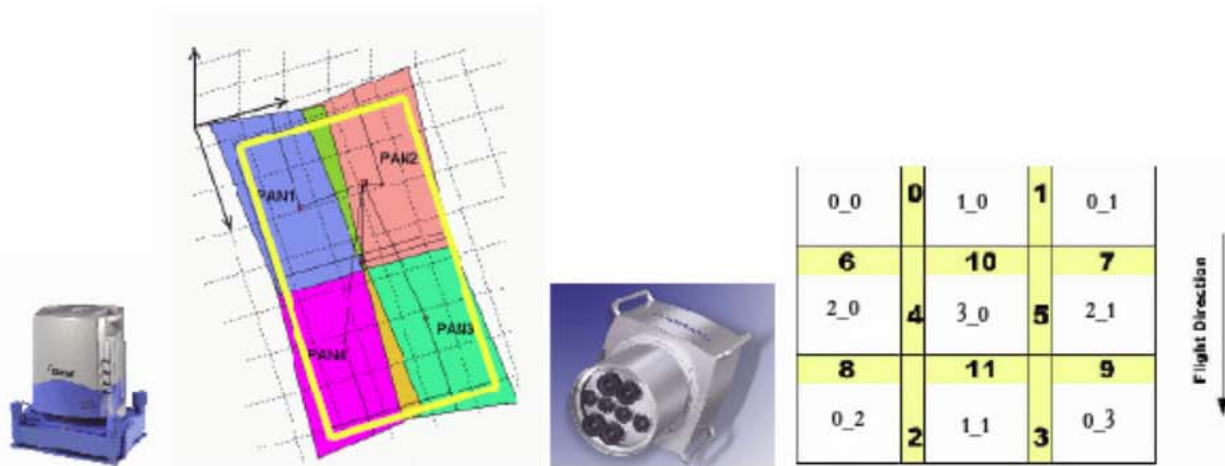 PAN2
PAN1
PAN3
PAN4
0_0 0 1_0 1 0_1
6 10 7
2_0 4 3_0 5 2_1
8 11 9
0_2 2 1_1 3 0_3
Flight Direction